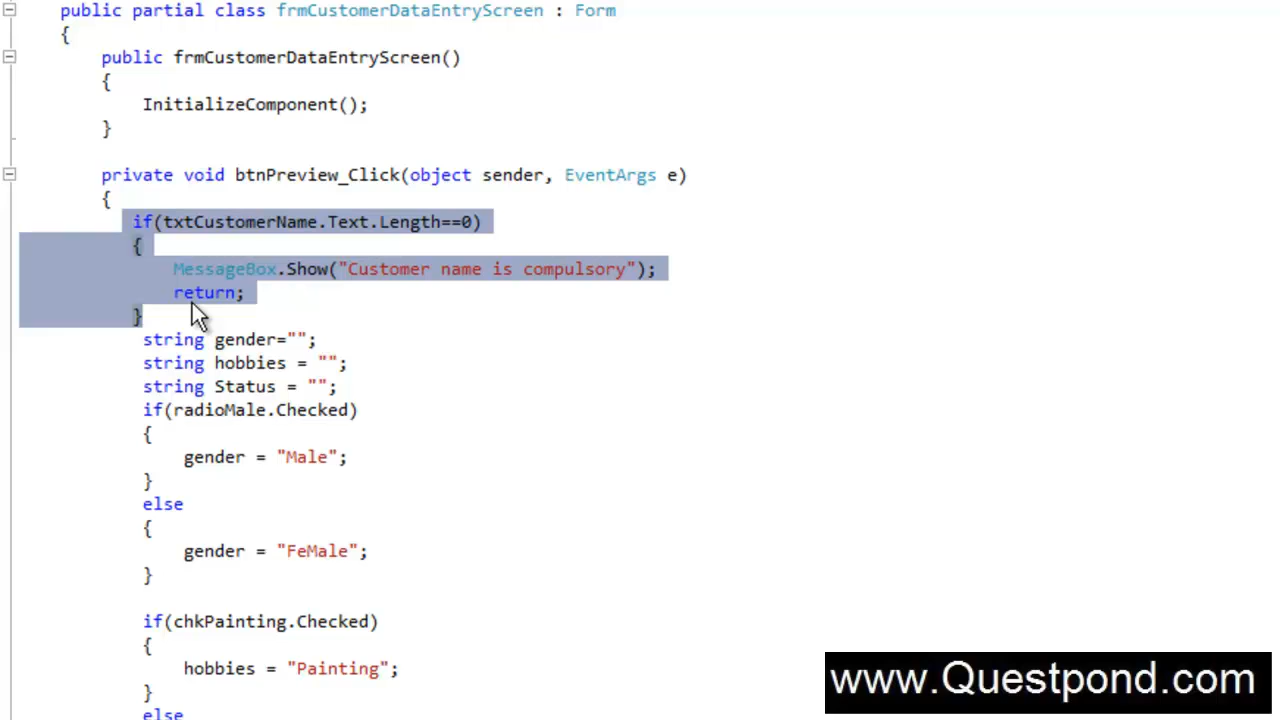 public partial class frmCustomerDataEntryScreen : Form
{
public frmCustomerDataEntryScreen()
{
InitializeComponent();
}
private void btnPreview_Click(object sender, EventArgs e)
{
if(txtCustomerName.Text.Length==0)
{
MessageBox.Show("Customer name is compulsory");
return;
}
string gender="";
string hobbies = "";
string Status = "";
if(radioMale.Checked)
{
gender = "Male";
}
else
{
gender = "FeMale";
}
if(chkPainting.Checked)
{
hobbies = "Painting";
}
else
www.Questpond.com